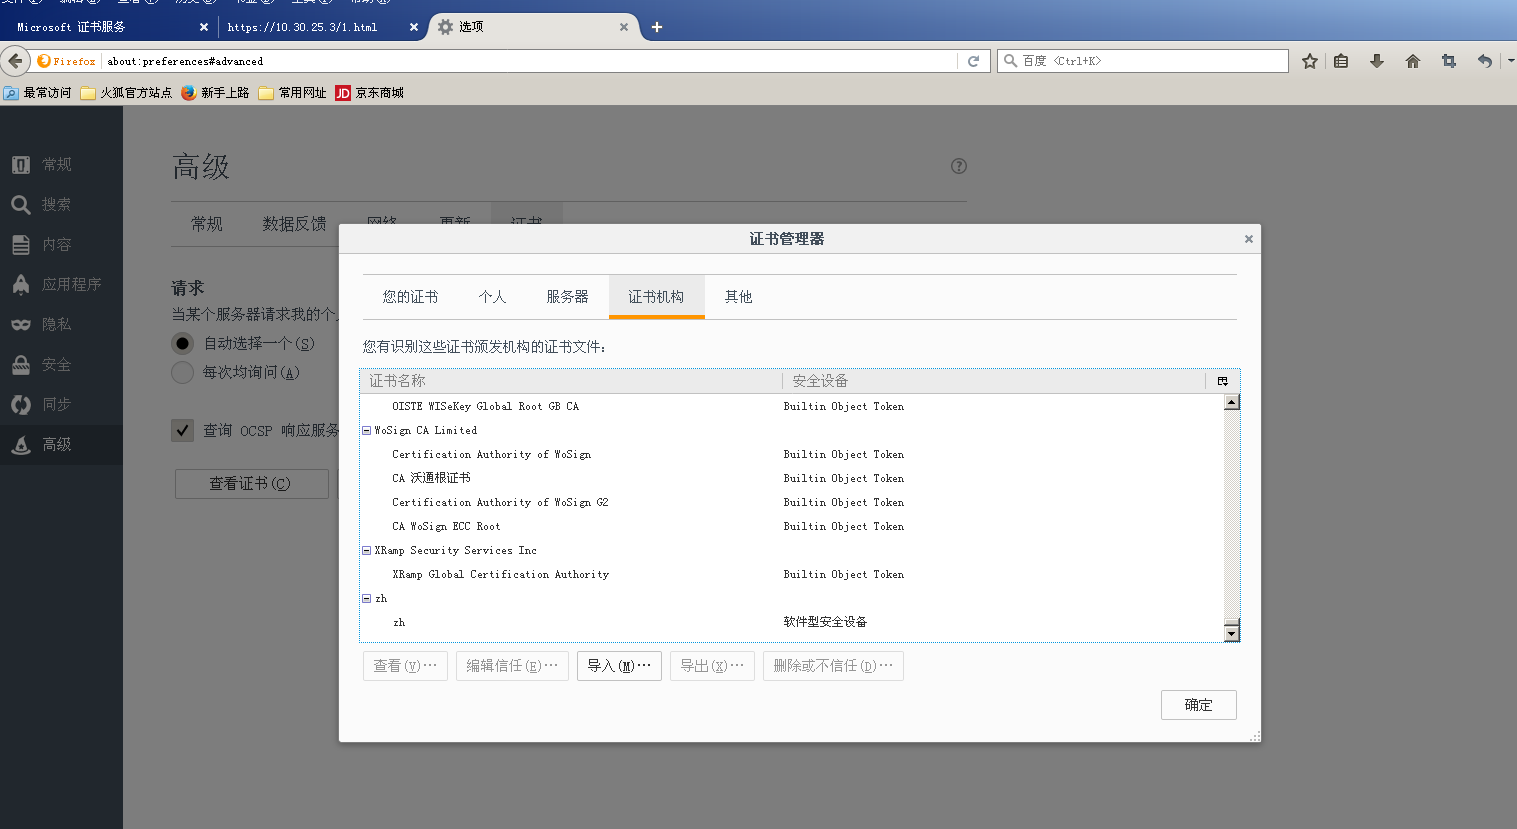 Microsoft 证书服务
https://10.30.25.3/1.html
选项
Firefox
about:preferences#advanced
百度 <Ctrl+K>
最常访问
火狐官方站点
新手上路
常用网址
JD 京东商城
常规
搜索
内容
应用程序
隐私
安全
同步
高级
高级
常规
数据反馈
网络
更新
证书
请求
当某个服务器请求我的个
自动选择一个(S)
每次均询问(A)
查询 OCSP 响应服务
查看证书(C)
证书管理器
您的证书
个人
服务器
证书机构
其他
您有识别这些证书颁发机构的证书文件:
证书名称
安全设备
OISTE WISeKey Global Root GB CA
Builtin Object Token
WoSign CA Limited
Certification Authority of WoSign
Builtin Object Token
CA 沃通根证书
Builtin Object Token
Certification Authority of WoSign G2
Builtin Object Token
CA WoSign ECC Root
Builtin Object Token
XRamp Security Services Inc
XRamp Global Certification Authority
Builtin Object Token
zh
zh
软件型安全设备
查看(V)…
编辑信任(E)…
导入(M)…
导出(X)…
删除或不信任(D)…
确定